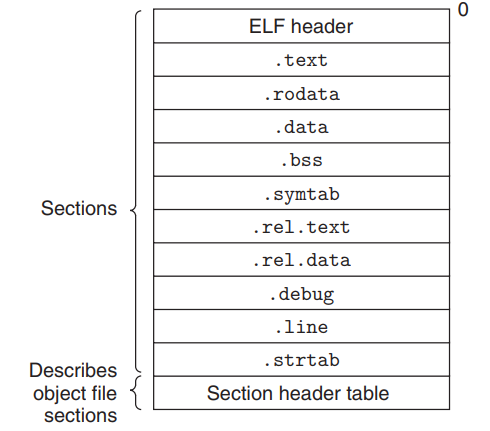 0
ELF header
.text
.rodata
.data
.bss
.symtab
Sections
.rel.text
.rel.data
.debug
.line
.strtab
Describes
object file
sections
Section header table